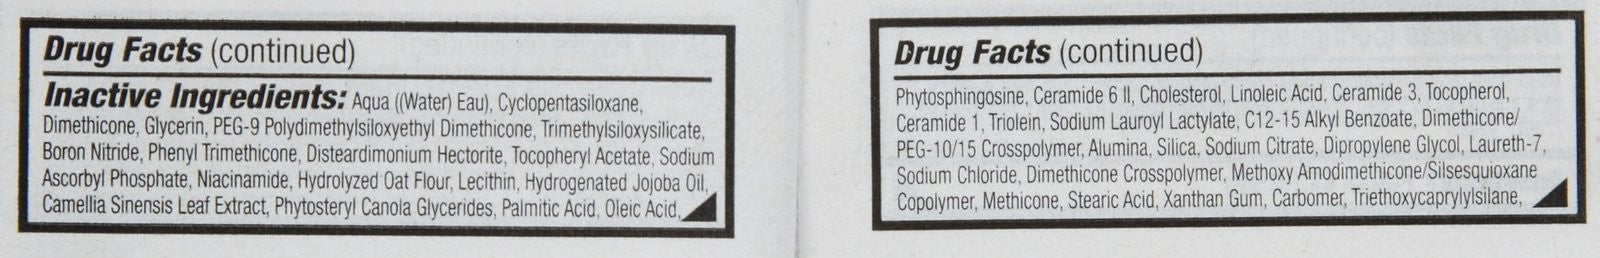 Drug Facts (continued)
Inactive Ingredients: Aqua ((Water) Eau), Cyclopentasiloxane,
Dimethicone, Glycerin, PEG-9 Polydimethylsiloxyethyl Dimethicone, Trimethylsiloxysilicate,
Boron Nitride, Phenyl Trimethicone, Disteardimonium Hectorite, Tocopheryl Acetate, Sodium
Ascorbyl Phosphate, Niacinamide, Hydrolyzed Oat Flour, Lecithin, Hydrogenated Jojoba Oil,
Camellia Sinensis Leaf Extract, Phytosteryl Canola Glycerides, Palmitic Acid, Oleic Acid,
Drug Facts (continued)
Phytosphingosine, Ceramide 6 II, Cholesterol, Linoleic Acid, Ceramide 3, Tocopherol,
Ceramide 1, Triolein, Sodium Lauroyl Lactylate, C12-15 Alkyl Benzoate, Dimethicone/
PEG-10/15 Crosspolymer, Alumina, Silica, Sodium Citrate, Dipropylene Glycol, Laureth-7,
Sodium Chloride, Dimethicone Crosspolymer, Methoxy Amodimethicone/Silsesquioxane
Copolymer, Methicone, Stearic Acid, Xanthan Gum, Carbomer, Triethoxycaprylylsilane,